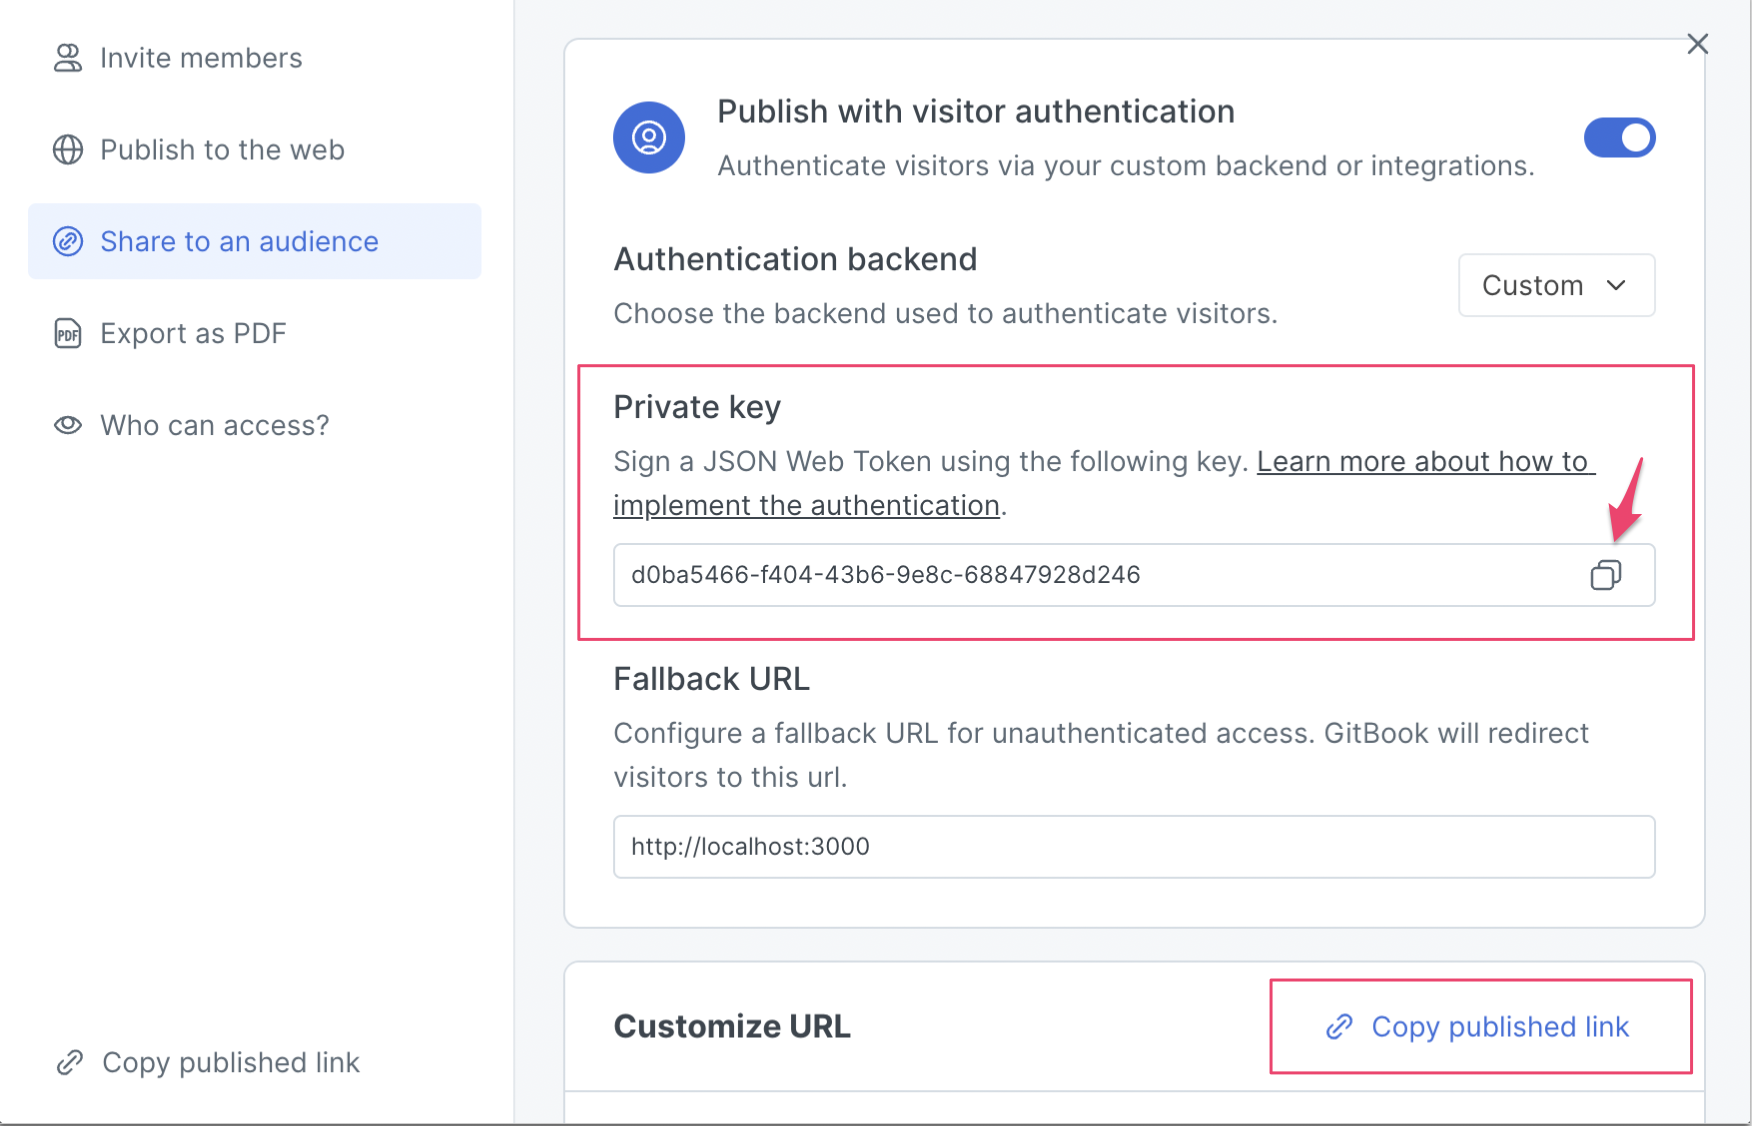 Invite members
Publish to the web
Share to an audience
PDF
Export as PDF
Who can access?
Copy published link
Publish with visitor authentication
Authenticate visitors via your custom backend or integrations.
Authentication backend
Choose the backend used to authenticate visitors.
Custom
Private key
Sign a JSON Web Token using the following key. Learn more about how to
implement the authentication.
d0ba5466-f404-43b6-9e8c-68847928d246
Fallback URL
Configure a fallback URL for unauthenticated access. GitBook will redirect
visitors to this url.
http://localhost:3000
Customize URL
Copy published link